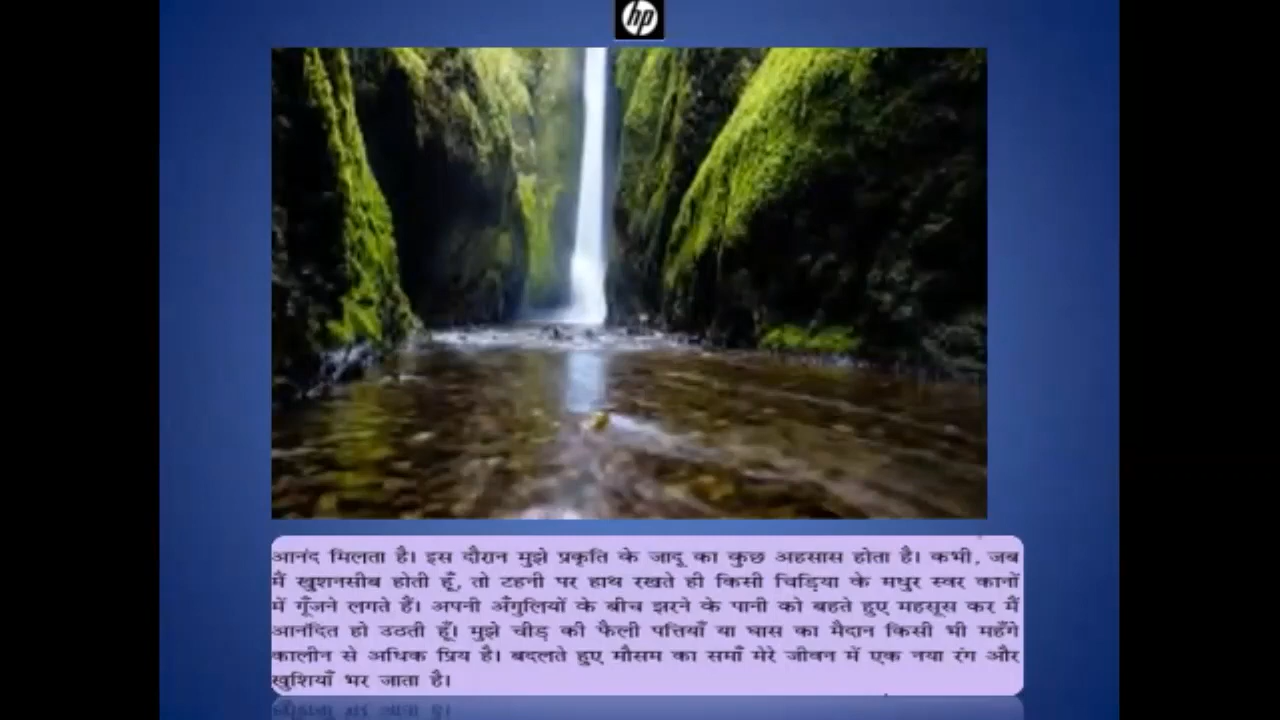 hp
आनंद मिलता है। इस दौरान मुझे प्रकृति के जादू का कुछ अहसास होता है। कभी, जब
मैं खुशनसीब होती हूँ, तो टहनी पर हाथ रखते ही किसी चिड़िया के मधुर स्वर कानों
में गूँजने लगते हैं। अपनी अँगुलियों के बीच झरने के पानी को बहते हुए महसूस कर मैं
आनंदित हो उठती हूँ। मुझे चीड़ की फैली पत्तियाँ या घास का मैदान किसी भी महँगे
कालीन से अधिक प्रिय है। बदलते हुए मौसम का समाँ मेरे जीवन में एक नया रंग और
खुशियाँ भर जाता है।